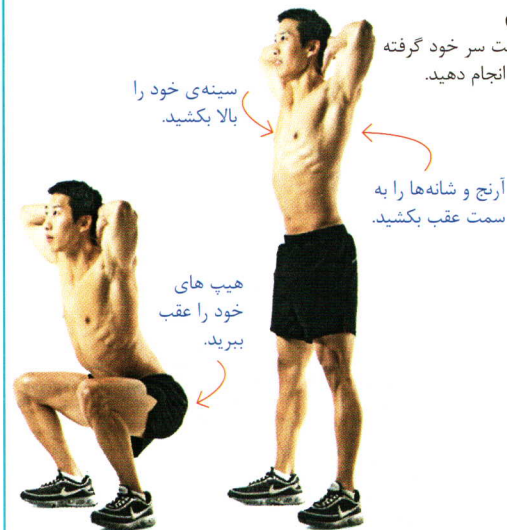 پشت سر خود گرفته
انجام دهید.
سینه‌ی خود را
بالا بکشید.
آرنج و شانه‌ها را به
سمت عقب بکشید.
هیپ های
خود را عقب
ببرید.